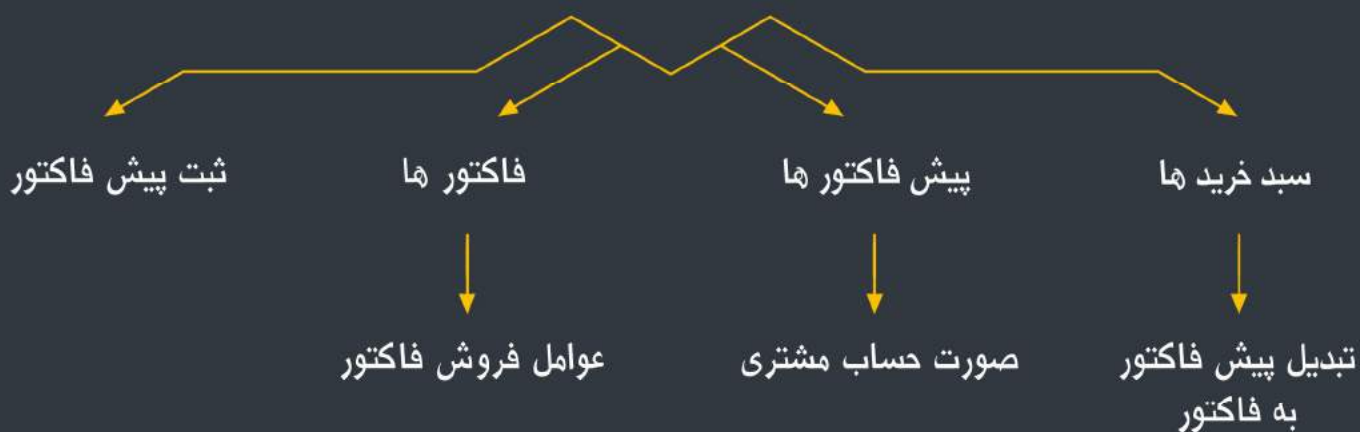 سبد خرید ها
پیش فاکتور ها
فاکتور ها
ثبت پیش فاکتور
تبدیل پیش فاکتور
به فاکتور
صورت حساب مشتری
عوامل فروش فاکتور